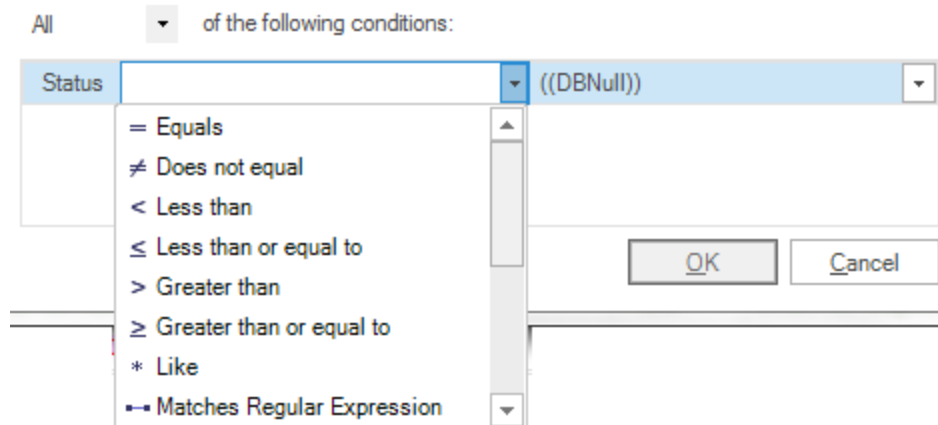 All of the following conditions:
Status ((DBNull))
= Equals
≠ Does not equal
< Less than
≤ Less than or equal to
> Greater than
≥ Greater than or equal to
* Like
Matches Regular Expression
OK Cancel